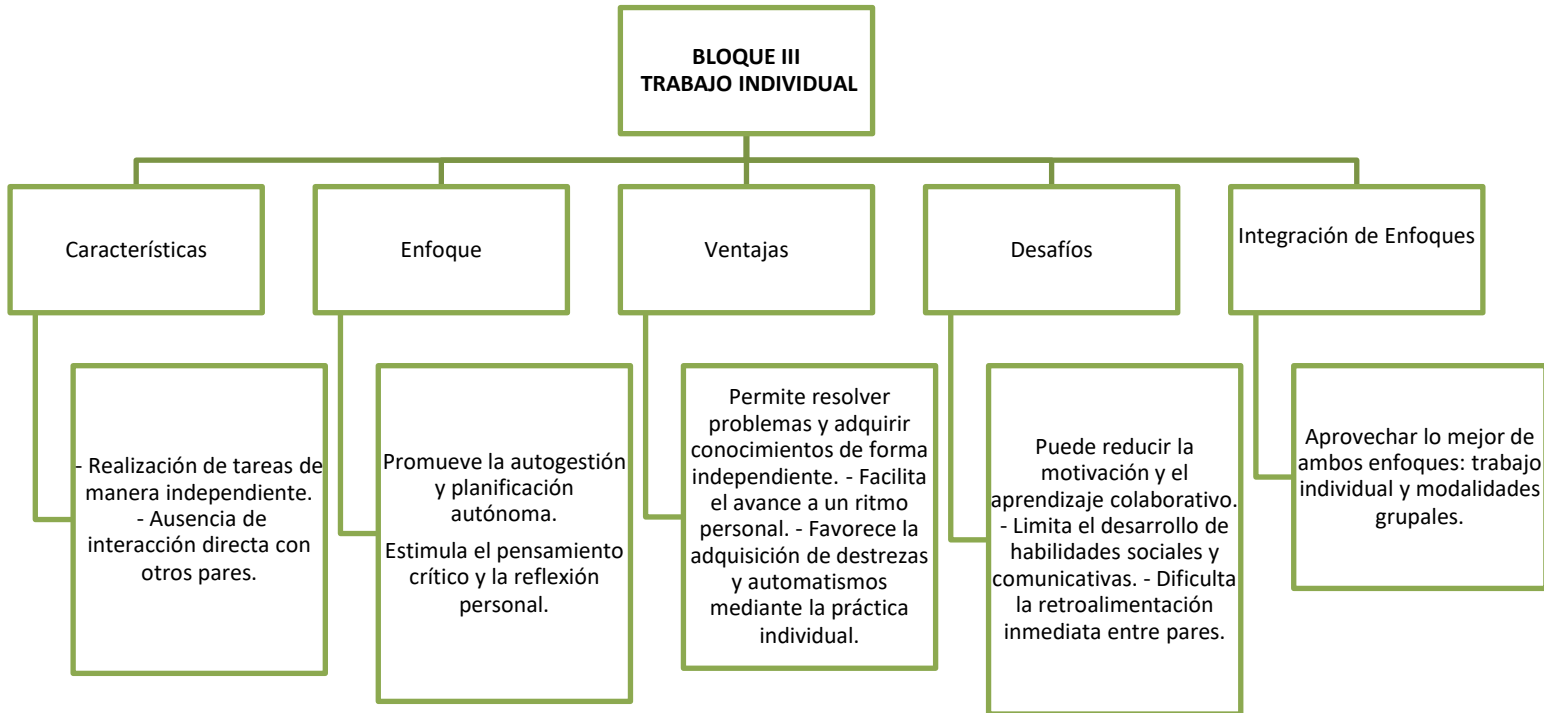 BLOQUE III
TRABAJO INDIVIDUAL
Características
Enfoque
Ventajas
Desafíos
Integración de Enfoques
- Realización de tareas de
manera independiente.
- Ausencia de
interacción directa con
otros pares.
Promueve la autogestión
y planificación
autónoma.
Estimula el pensamiento
crítico y la reflexión
personal.
Permite resolver
problemas y adquirir
conocimientos de forma
independiente. - Facilita
el avance a un ritmo
personal. - Favorece la
adquisición de destrezas
y automatismos
mediante la práctica
individual.
Puede reducir la
motivación y el
aprendizaje colaborativo.
- Limita el desarrollo de
habilidades sociales y
comunicativas. - Dificulta
la retroalimentación
inmediata entre pares.
Aprovechar lo mejor de
ambos enfoques: trabajo
individual y modalidades
grupales.